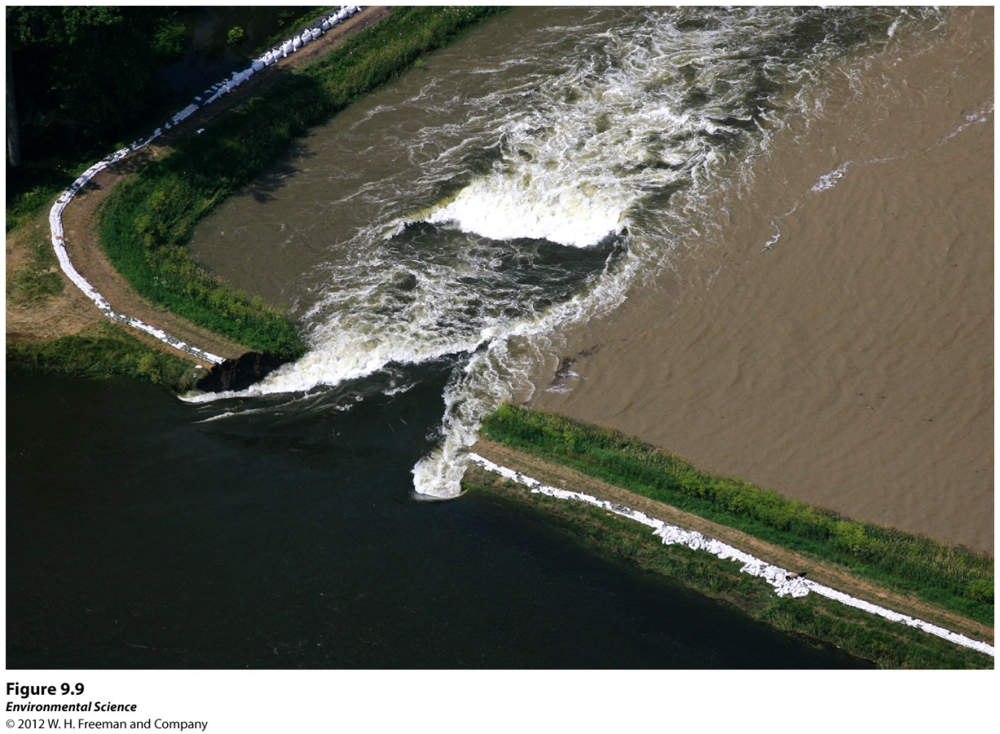 Figure 9.9
Environmental Science
© 2012 W. H. Freeman and Company